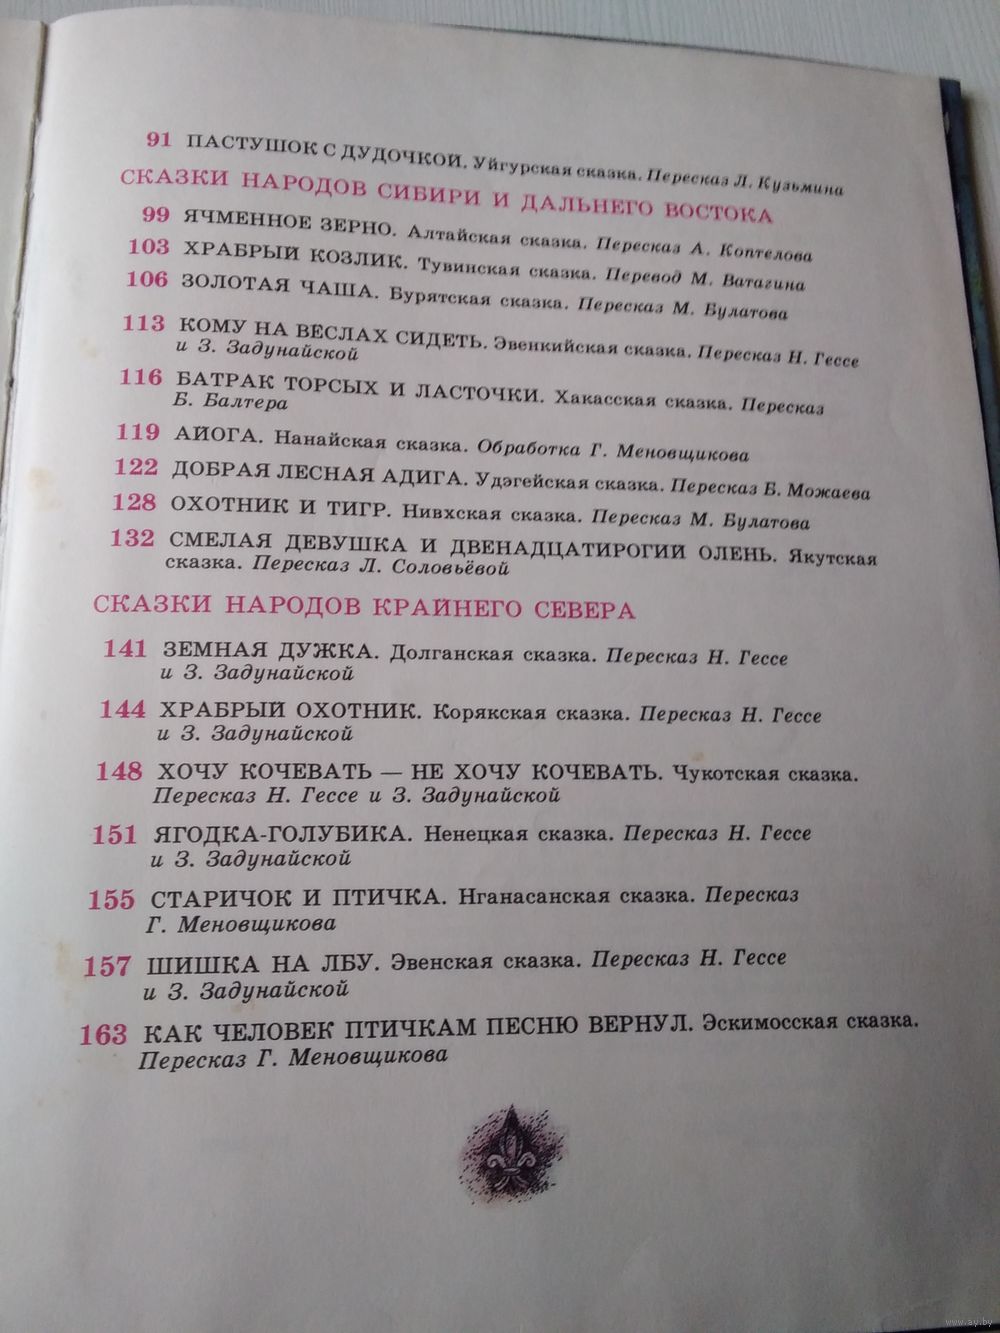 91 ПАСТУШОК С ДУДОЧКОЙ. Уйгурская сказка. Пересказ Л. Кузьмина
СКАЗКИ НАРОДОВ СИБИРИ И ДАЛЬНЕГО ВОСТОКА
99 ЯЧМЕННОЕ ЗЕРНО. Алтайская сказка. Пересказ А. Коптелова
103 ХРАБРЫЙ КОЗЛИК. Тувинская сказка. Перевод М. Ватагина
106 ЗОЛОТАЯ ЧАША. Бурятская сказка. Пересказ М. Булатова
113 КОМУ НА ВЕСЛАХ СИДЕТЬ. Эвенкийская сказка. Пересказ Н. Гессе
и З. Задунайской
116 БАТРАК ТОРСЫХ И ЛАСТОЧКИ. Хакасская сказка. Пересказ
Б. Балтера
119 АЙОГА. Нанайская сказка. Обработка Г. Меновщикова
122 ДОБРАЯ ЛЕСНАЯ АДИГА. Удэгейская сказка. Пересказ Б. Можаева
128 ОХОТНИК И ТИГР. Нивхская сказка. Пересказ М. Булатова
132 СМЕЛАЯ ДЕВУШКА И ДВЕНАДЦАТИРОГИЙ ОЛЕНЬ. Якутская
сказка. Пересказ Л. Соловьёвой
СКАЗКИ НАРОДОВ КРАЙНЕГО СЕВЕРА
141 ЗЕМНАЯ ДУЖКА. Долганская сказка. Пересказ Н. Гессе
и З. Задунайской
144 ХРАБРЫЙ ОХОТНИК. Корякская сказка. Пересказ Н. Гессе
и З. Задунайской
148 ХОЧУ КОЧЕВАТЬ — НЕ ХОЧУ КОЧЕВАТЬ. Чукотская сказка.
Пересказ Н. Гессе и З. Задунайской
151 ЯГОДКА-ГОЛУБИКА. Ненецкая сказка. Пересказ Н. Гессе
и З. Задунайской
155 СТАРИЧОК И ПТИЧКА. Нганасанская сказка. Пересказ
Г. Меновщикова
157 ШИШКА НА ЛБУ. Эвенская сказка. Пересказ Н. Гессе
и З. Задунайской
163 КАК ЧЕЛОВЕК ПТИЧКАМ ПЕСНЮ ВЕРНУЛ. Эскимосская сказка.
Пересказ Г. Меновщикова
www.ay.by